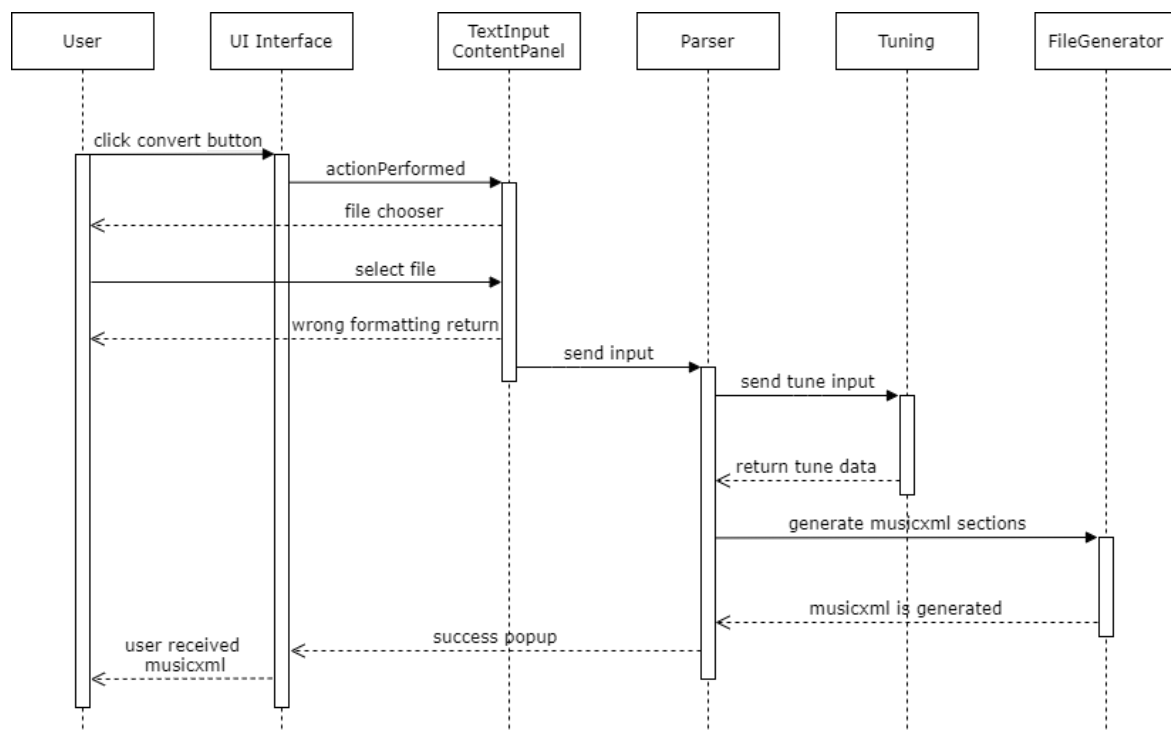 User
UI Interface
TextInput
ContentPanel
Parser
Tuning
FileGenerator
click convert button
actionPerformed
file chooser
select file
wrong formatting return
send input
send tune input
return tune data
generate musicxml sections
musicxml is generated
success popup
user received
musicxml